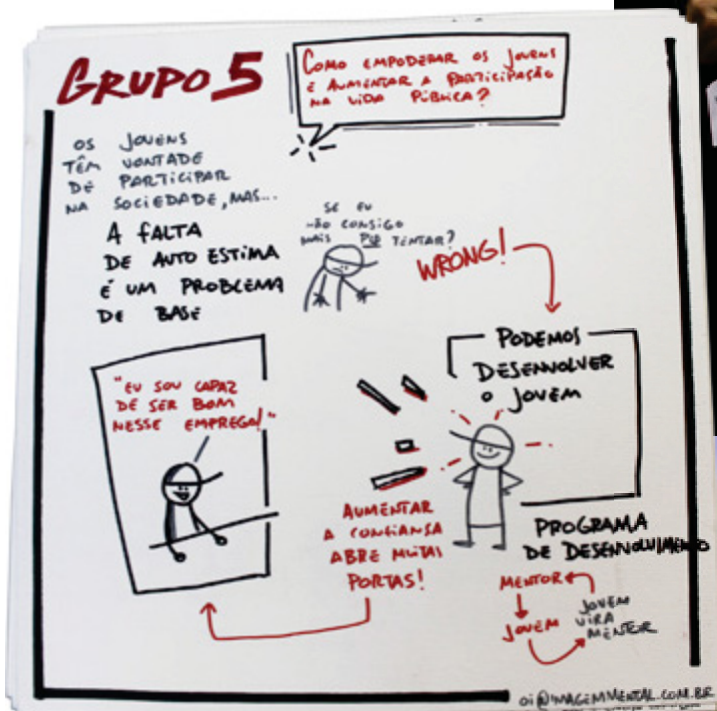 GRUPO 5
COMO EMPODERAR OS JOVENS
E AUMENTAR A PARTICIPAÇÃO
NA VIDA PÚBLICA?
OS JOVENS
TÊM VONTADE
DE PARTICIPAR
NA SOCIEDADE, MAS...
A FALTA
DE AUTO ESTIMA
É UM PROBLEMA
DE BASE
SE EU
NÃO CONSIGO
MAIS TENTAR?
WRONG!
PODEMOS
DESENVOLVER
O JOVEM
"EU SOU CAPAZ
DE SER BOM
NESSE EMPREGO!"
AUMENTAR
A CONFIANSA
ABRE MUITAS
PORTAS!
PROGRAMA
DE DESENVOLVIMENTO
MENTOR
JOVEM
JOVEM
VIRA
MENTOR
oi@IMAGEMMENTAL.COM.BR